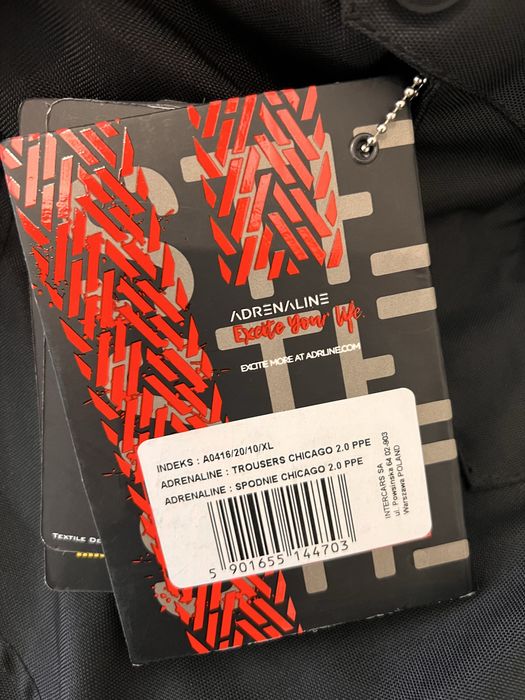 ADRENALINE
Excite your life.
EXCITE MORE AT ADRLINE.COM
INDEKS : A0416/20/10/XL
ADRENALINE : TROUSERS CHICAGO 2.0 PPE
ADRENALINE : SPODNIE CHICAGO 2.0 PPE
5 901655 144703
INTERCARS SA
ul. Powsińska 64 02-903
Warszawa POLAND
TEXTILE DE